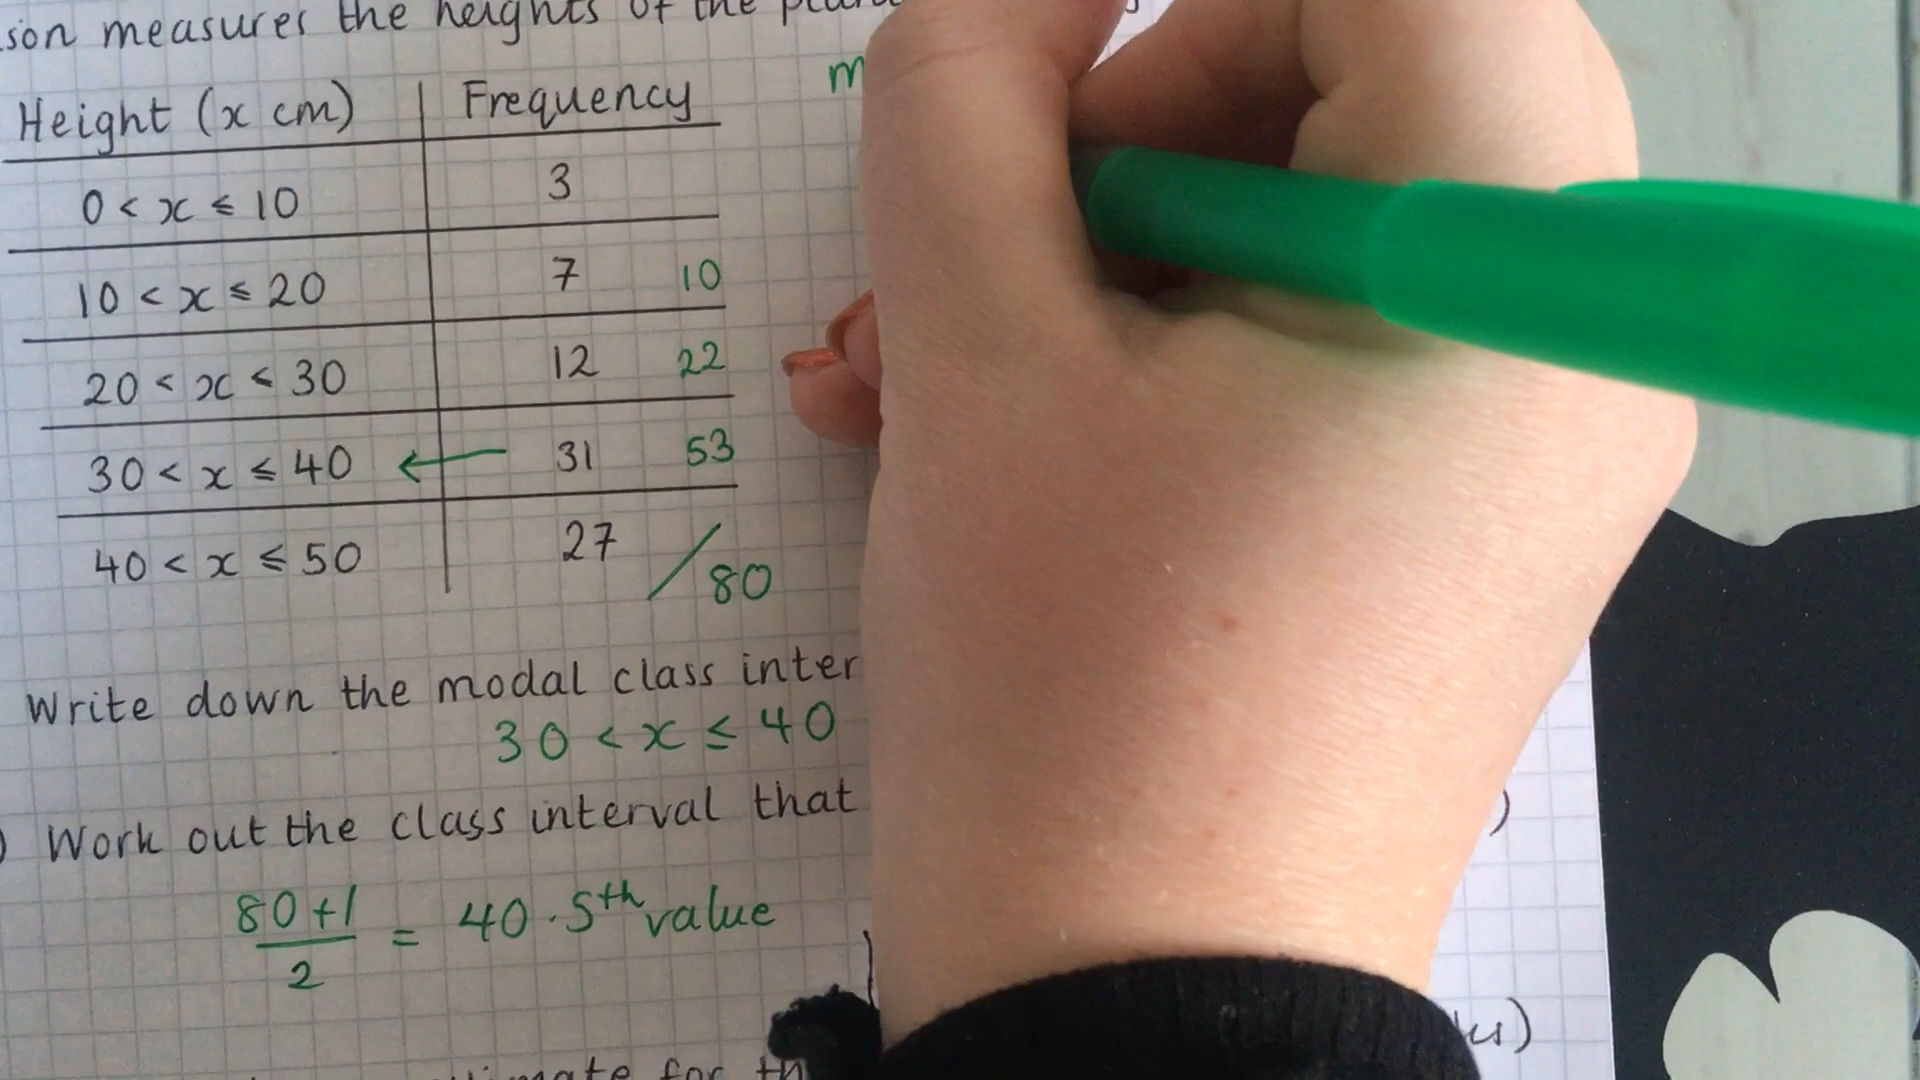 son measures the heights of the
Height (x cm) Frequency m
0 < x ≤ 10 3
10 < x ≤ 20 7 10
20 < x < 30 12 22
30 < x ≤ 40 ← 31 53
40 < x ≤ 50 27 / 80
Write down the modal class inter
30 < x ≤ 40
) Work out the class interval that )
80+1/2 = 40.5th value
for th